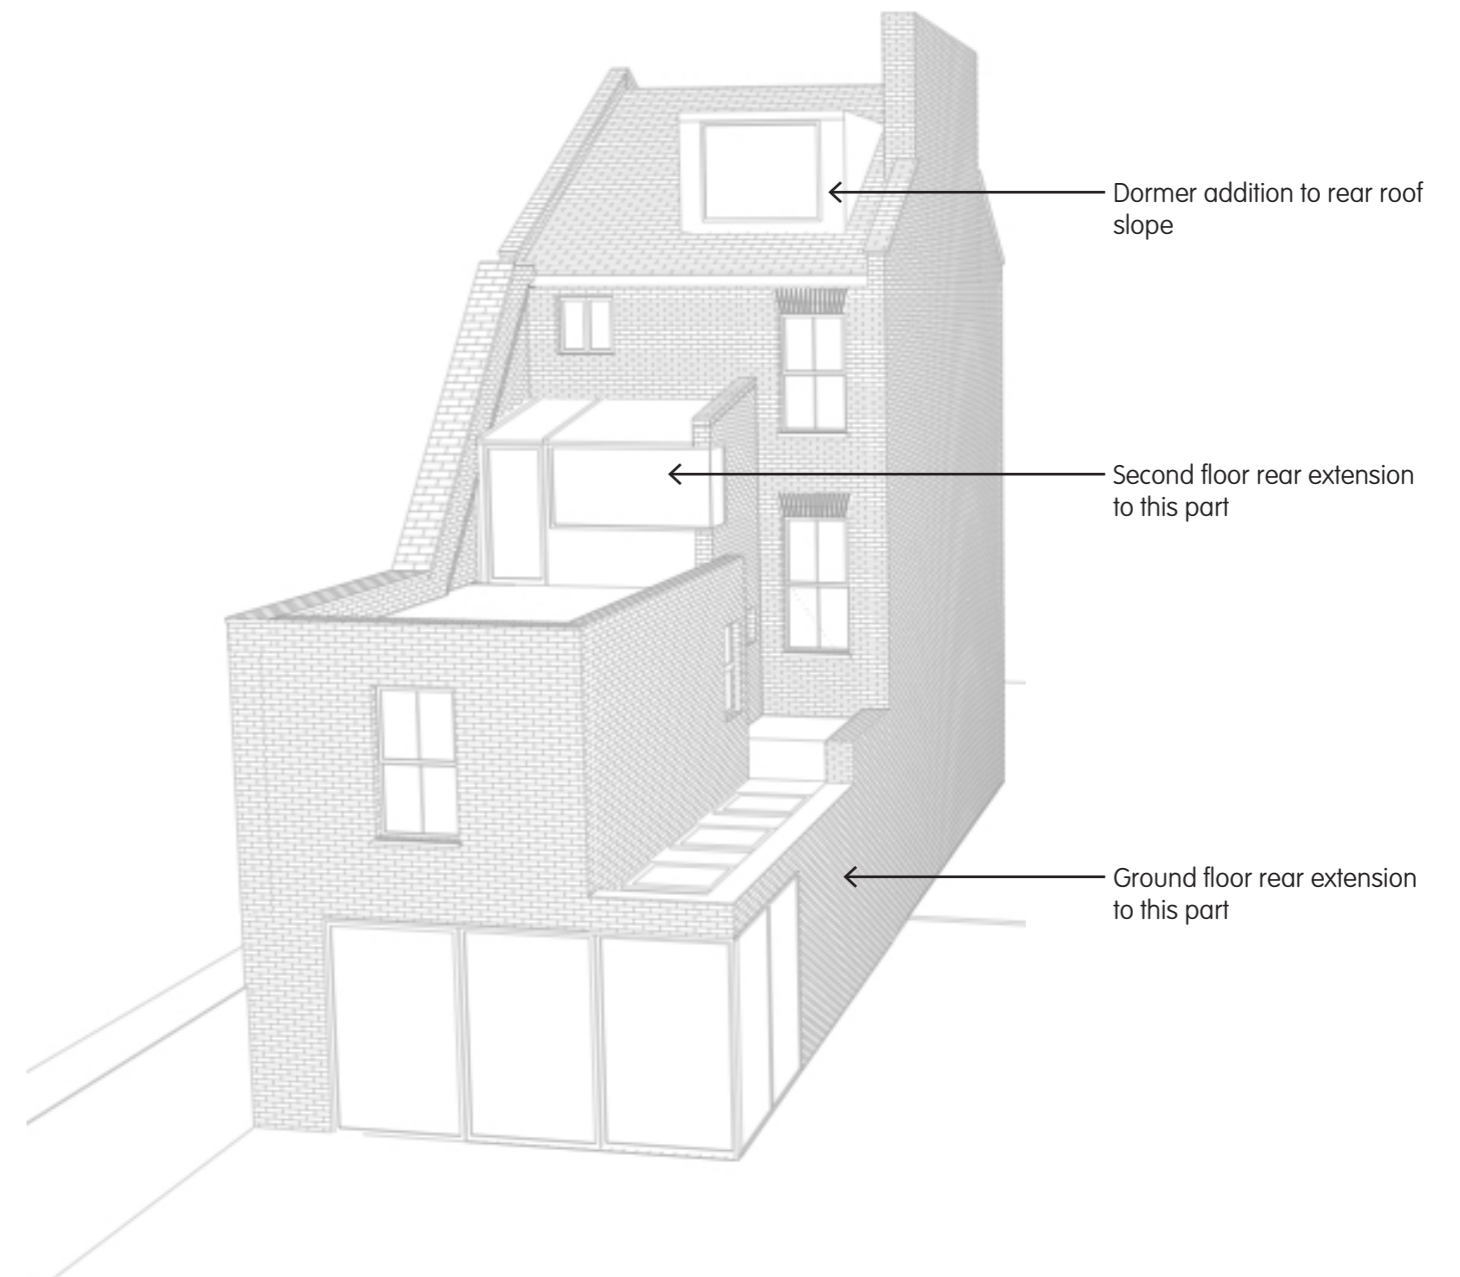 Dormer addition to rear roof
slope
Second floor rear extension
to this part
Ground floor rear extension
to this part